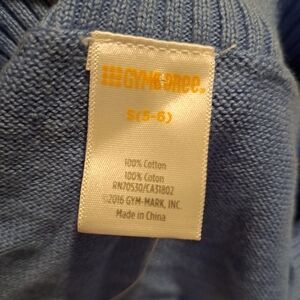 GYMBOREE
S(5-6)
100% Cotton
100% Coton
RN70530/CA31802
©2016 GYM-MARK, INC.
Made in China